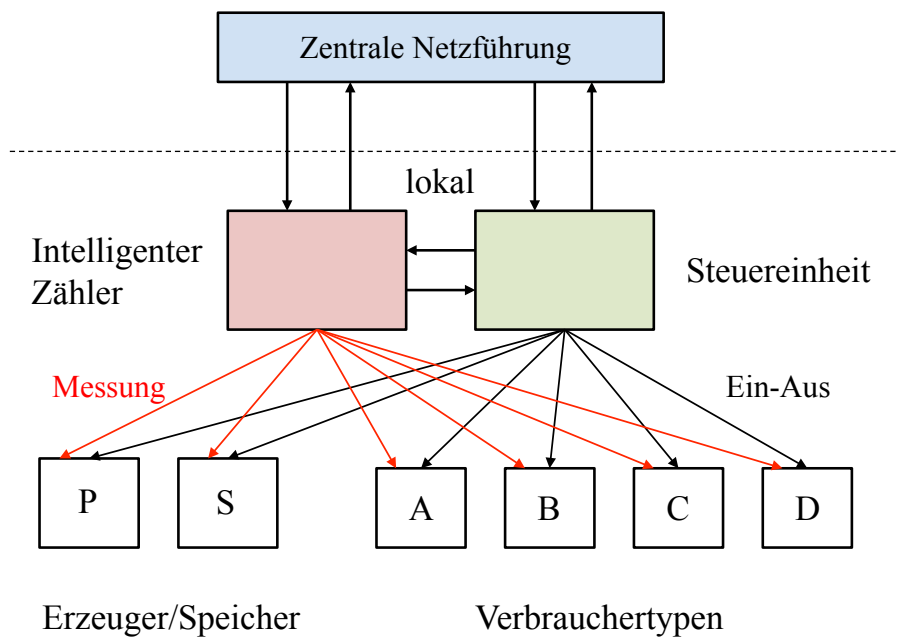 Zentrale Netzführung
lokal
Intelligenter
Zähler
Steuereinheit
Messung
Ein-Aus
P
S
A
B
C
D
Erzeuger/Speicher
Verbrauchertypen